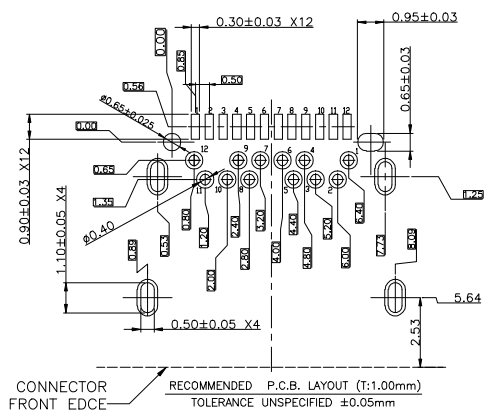 0.30±0.03 X12
0.95±0.03
0.00
0.85
0.50
0.65±0.03
0.56
ø0.65±0.025
1 2 3 4 5 6 7 8 9 10 11 12
0.00
0.90±0.03 X12
12 9 7 6 4 1
0.65
1.35
11 10 8 5 3 2
1.25
ø0.40
1.10±0.05 X4
0.89
0.53
0.80
1.20
2.00
2.40
2.80
3.20
4.00
4.40
4.80
5.20
6.00
6.40
7.73
8.09
5.64
2.53
0.50±0.05 X4
CONNECTOR
FRONT EDGE
RECOMMENDED P.C.B. LAYOUT (T:1.00mm)
TOLERANCE UNSPECIFIED ±0.05mm